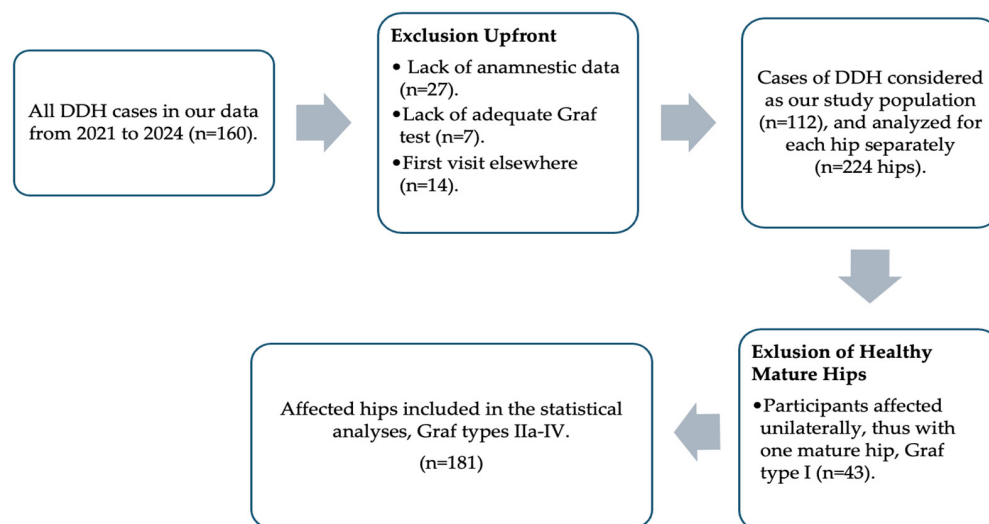 All DDH cases in our data
from 2021 to 2024 (n=160).
Exclusion Upfront
• Lack of anamnestic data
(n=27).
•Lack of adequate Graf
test (n=7).
•First visit elsewhere
(n=14).
Cases of DDH considered
as our study population
(n=112), and analyzed for
each hip separately
(n=224 hips).
Exlusion of Healthy
Mature Hips
•Participants affected
unilaterally, thus with
one mature hip, Graf
type I (n=43).
Affected hips included in the statistical
analyses, Graf types IIa-IV.
(n=181)